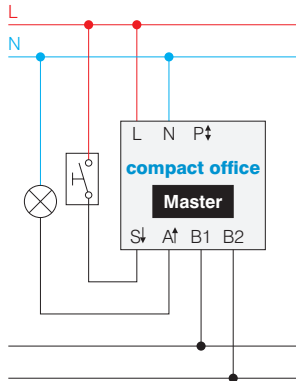 L
N
L N P↕
compact office
Master
S↓ A↑ B1 B2